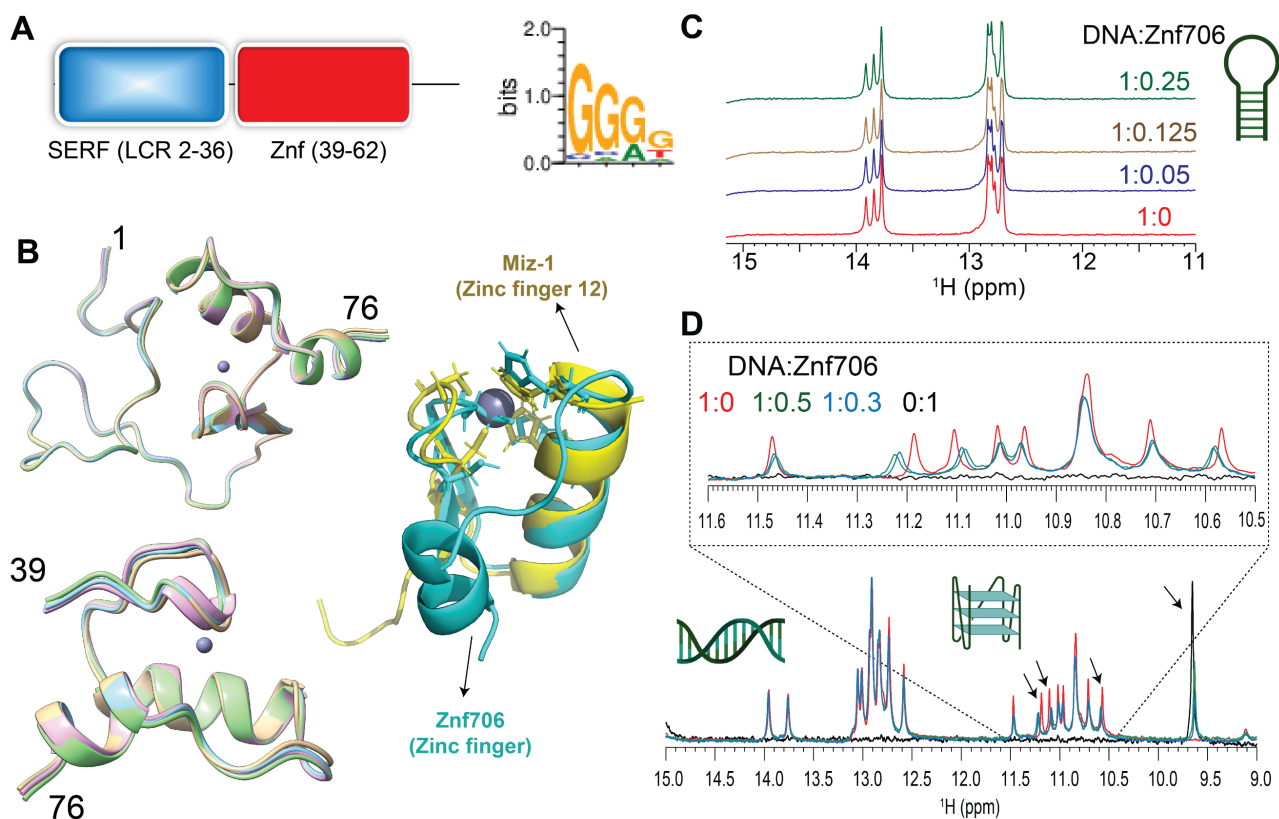 A
SERF (LCR 2-36)
Znf (39-62)
bits
2.0
1.0
0.0
GGGG
A T
B
1
76
39
76
Miz-1
(Zinc finger 12)
Znf706
(Zinc finger)
C
DNA:Znf706
1:0.25
1:0.125
1:0.05
1:0
15 14 13 12 11
¹H (ppm)
D
DNA:Znf706
1:0 1:0.5 1:0.3 0:1
11.6 11.5 11.4 11.3 11.2 11.1 11.0 10.9 10.8 10.7 10.6 10.5
15.0 14.5 14.0 13.5 13.0 12.5 12.0 11.5 11.0 10.5 10.0 9.5 9.0
¹H (ppm)